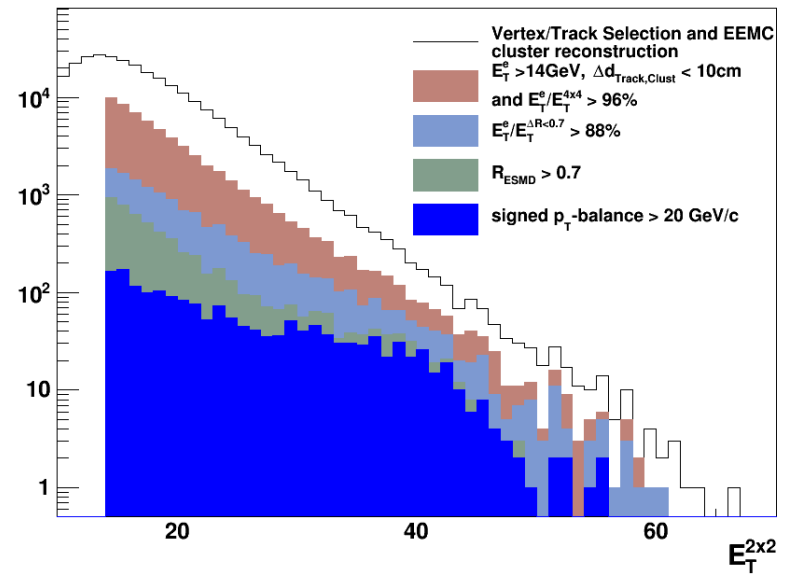 Vertex/Track Selection and EEMC
cluster reconstruction
E_T^e >14GeV, Δd_Track,Clust < 10cm
and E_T^e/E_T^4x4 > 96%
E_T^e/E_T^ΔR<0.7 > 88%
R_ESMD > 0.7
signed p_T-balance > 20 GeV/c
10^4
10^3
10^2
10
1
20 40 60
E_T^2x2